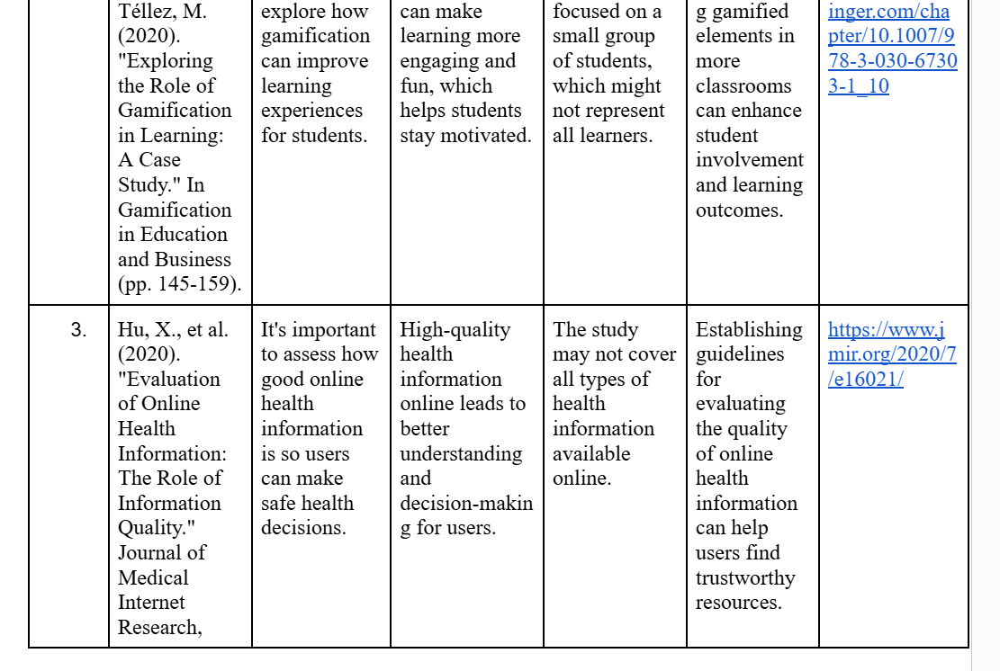 Téllez, M.
(2020).
"Exploring
the Role of
Gamification
in Learning:
A Case
Study." In
Gamification
in Education
and Business
(pp. 145-159).
explore how
gamification
can improve
learning
experiences
for students.
can make
learning more
engaging and
fun, which
helps students
stay motivated.
focused on a
small group
of students,
which might
not represent
all learners.
g gamified
elements in
more
classrooms
can enhance
student
involvement
and learning
outcomes.
inger.com/cha
pter/10.1007/9
78-3-030-6730
3-1_10
3.
Hu, X., et al.
(2020).
"Evaluation
of Online
Health
Information:
The Role of
Information
Quality."
Journal of
Medical
Internet
Research,
It's important
to assess how
good online
health
information
is so users
can make
safe health
decisions.
High-quality
health
information
online leads to
better
understanding
and
decision-makin
g for users.
The study
may not cover
all types of
health
information
available
online.
Establishing
guidelines
for
evaluating
the quality
of online
health
information
can help
users find
trustworthy
resources.
https://www.j
mir.org/2020/7
/e16021/